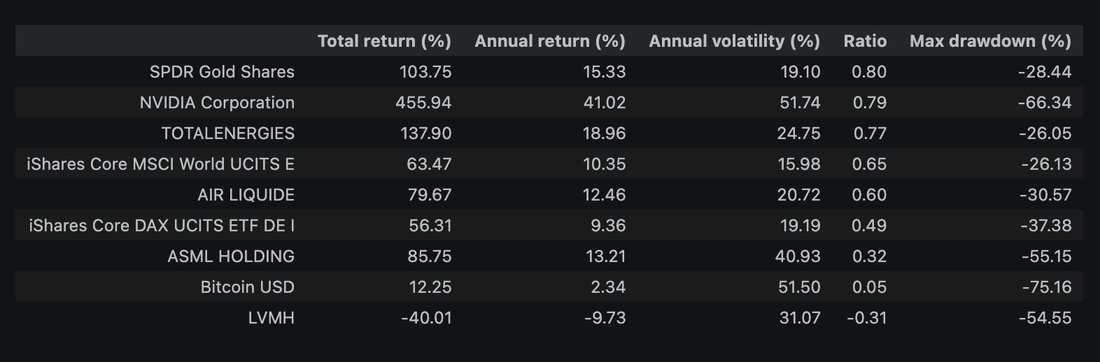 Total return (%) Annual return (%) Annual volatility (%) Ratio Max drawdown (%)
SPDR Gold Shares 103.75 15.33 19.10 0.80 -28.44
NVIDIA Corporation 455.94 41.02 51.74 0.79 -66.34
TOTALENERGIES 137.90 18.96 24.75 0.77 -26.05
iShares Core MSCI World UCITS E 63.47 10.35 15.98 0.65 -26.13
AIR LIQUIDE 79.67 12.46 20.72 0.60 -30.57
iShares Core DAX UCITS ETF DE I 56.31 9.36 19.19 0.49 -37.38
ASML HOLDING 85.75 13.21 40.93 0.32 -55.15
Bitcoin USD 12.25 2.34 51.50 0.05 -75.16
LVMH -40.01 -9.73 31.07 -0.31 -54.55